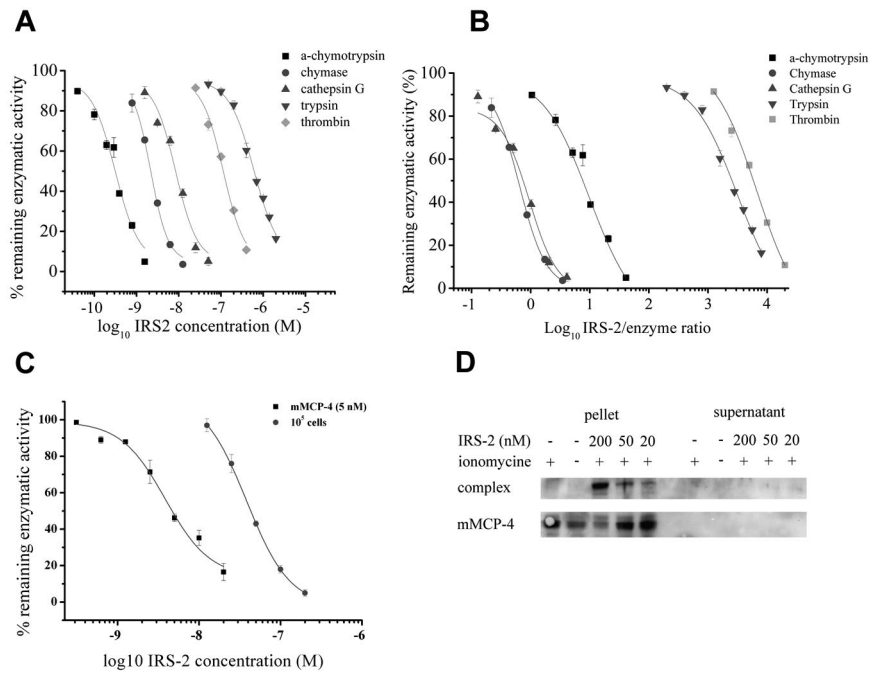 A
% remaining enzymatic activity
100
80
60
40
20
0
-10
-9
-8
-7
-6
-5
log10 IRS2 concentration (M)
a-chymotrypsin
chymase
cathepsin G
trypsin
thrombin
B
Remaining enzymatic activity (%)
100
80
60
40
20
0
-1
0
1
2
3
4
Log10 IRS-2/enzyme ratio
a-chymotrypsin
Chymase
Cathepsin G
Trypsin
Thrombin
C
% remaining enzymatic activity
100
80
60
40
20
0
-9
-8
-7
-6
log10 IRS-2 concentration (M)
mMCP-4 (5 nM)
10⁵ cells
D
pellet supernatant
IRS-2 (nM) - - 200 50 20 - - 200 50 20
ionomycine + - + + + + - + + +
complex
mMCP-4